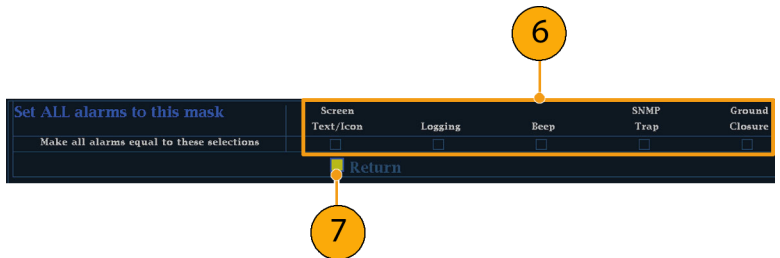 6
Set ALL alarms to this mask
Screen SNMP Ground
Text/Icon Logging Beep Trap Closure
Make all alarms equal to these selections
Return
7